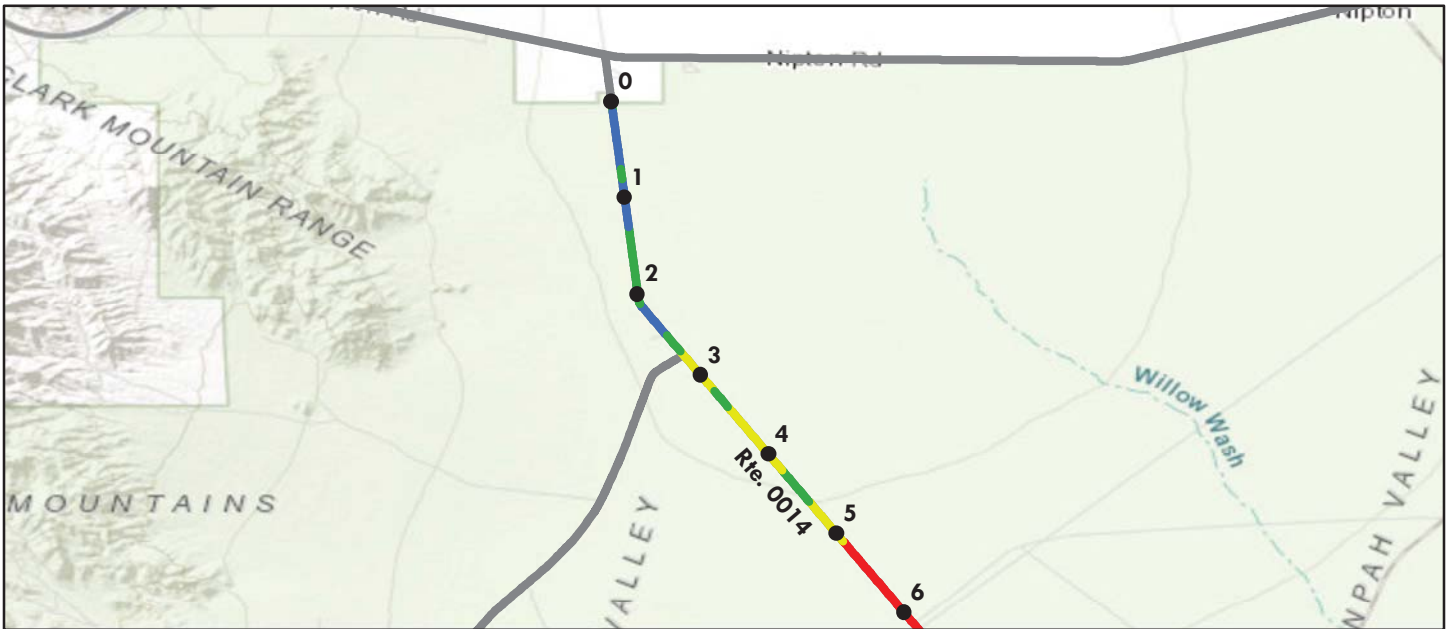 Nipton
Nipton Rd
0
CLARK MOUNTAIN RANGE
1
2
3
Willow Wash
4
Rte. 0014
MOUNTAINS
5
VALLEY
NPAH VALLEY
6